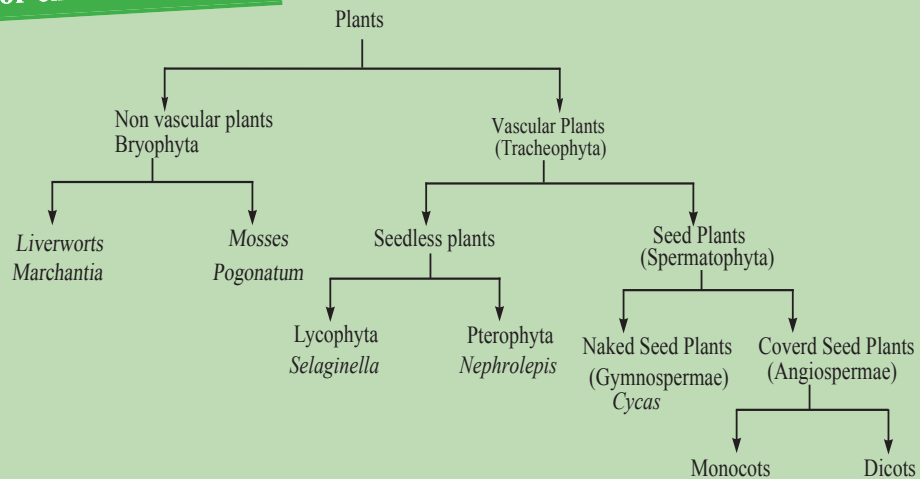 or
Plants
Non vascular plants
Bryophyta
Vascular Plants
(Tracheophyta)
Liverworts
Marchantia
Mosses
Pogonatum
Seedless plants
Seed Plants
(Spermatophyta)
Lycophyta
Selaginella
Pterophyta
Nephrolepis
Naked Seed Plants
(Gymnospermae)
Cycas
Coverd Seed Plants
(Angiospermae)
Monocots
Dicots